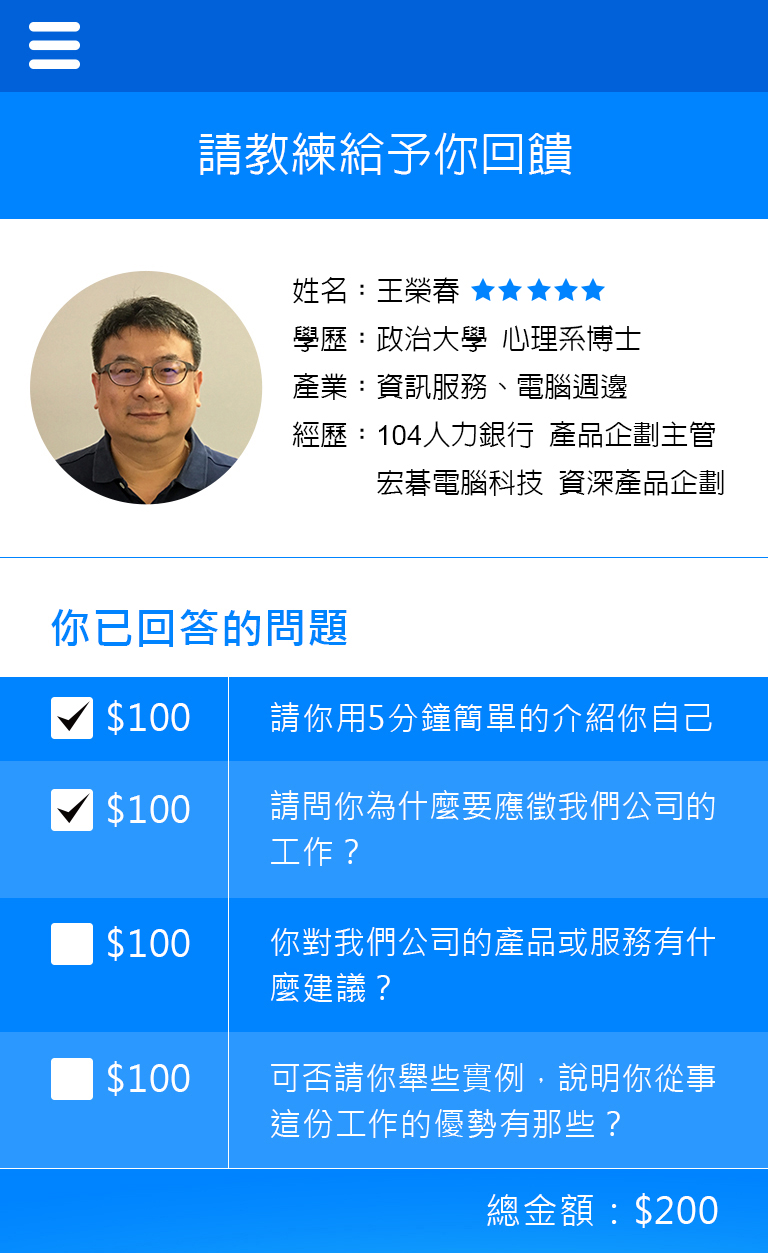 請教練給予你回饋
姓名：王榮春 ★★★★★
學歷：政治大學 心理系博士
產業：資訊服務、電腦週邊
經歷：104人力銀行 產品企劃主管
宏碁電腦科技 資深產品企劃
你已回答的問題
$100 請你用5分鐘簡單的介紹你自己
$100 請問你為什麼要應徵我們公司的
工作？
$100 你對我們公司的產品或服務有什
麼建議？
$100 可否請你舉些實例，說明你從事
這份工作的優勢有那些？
總金額：$200